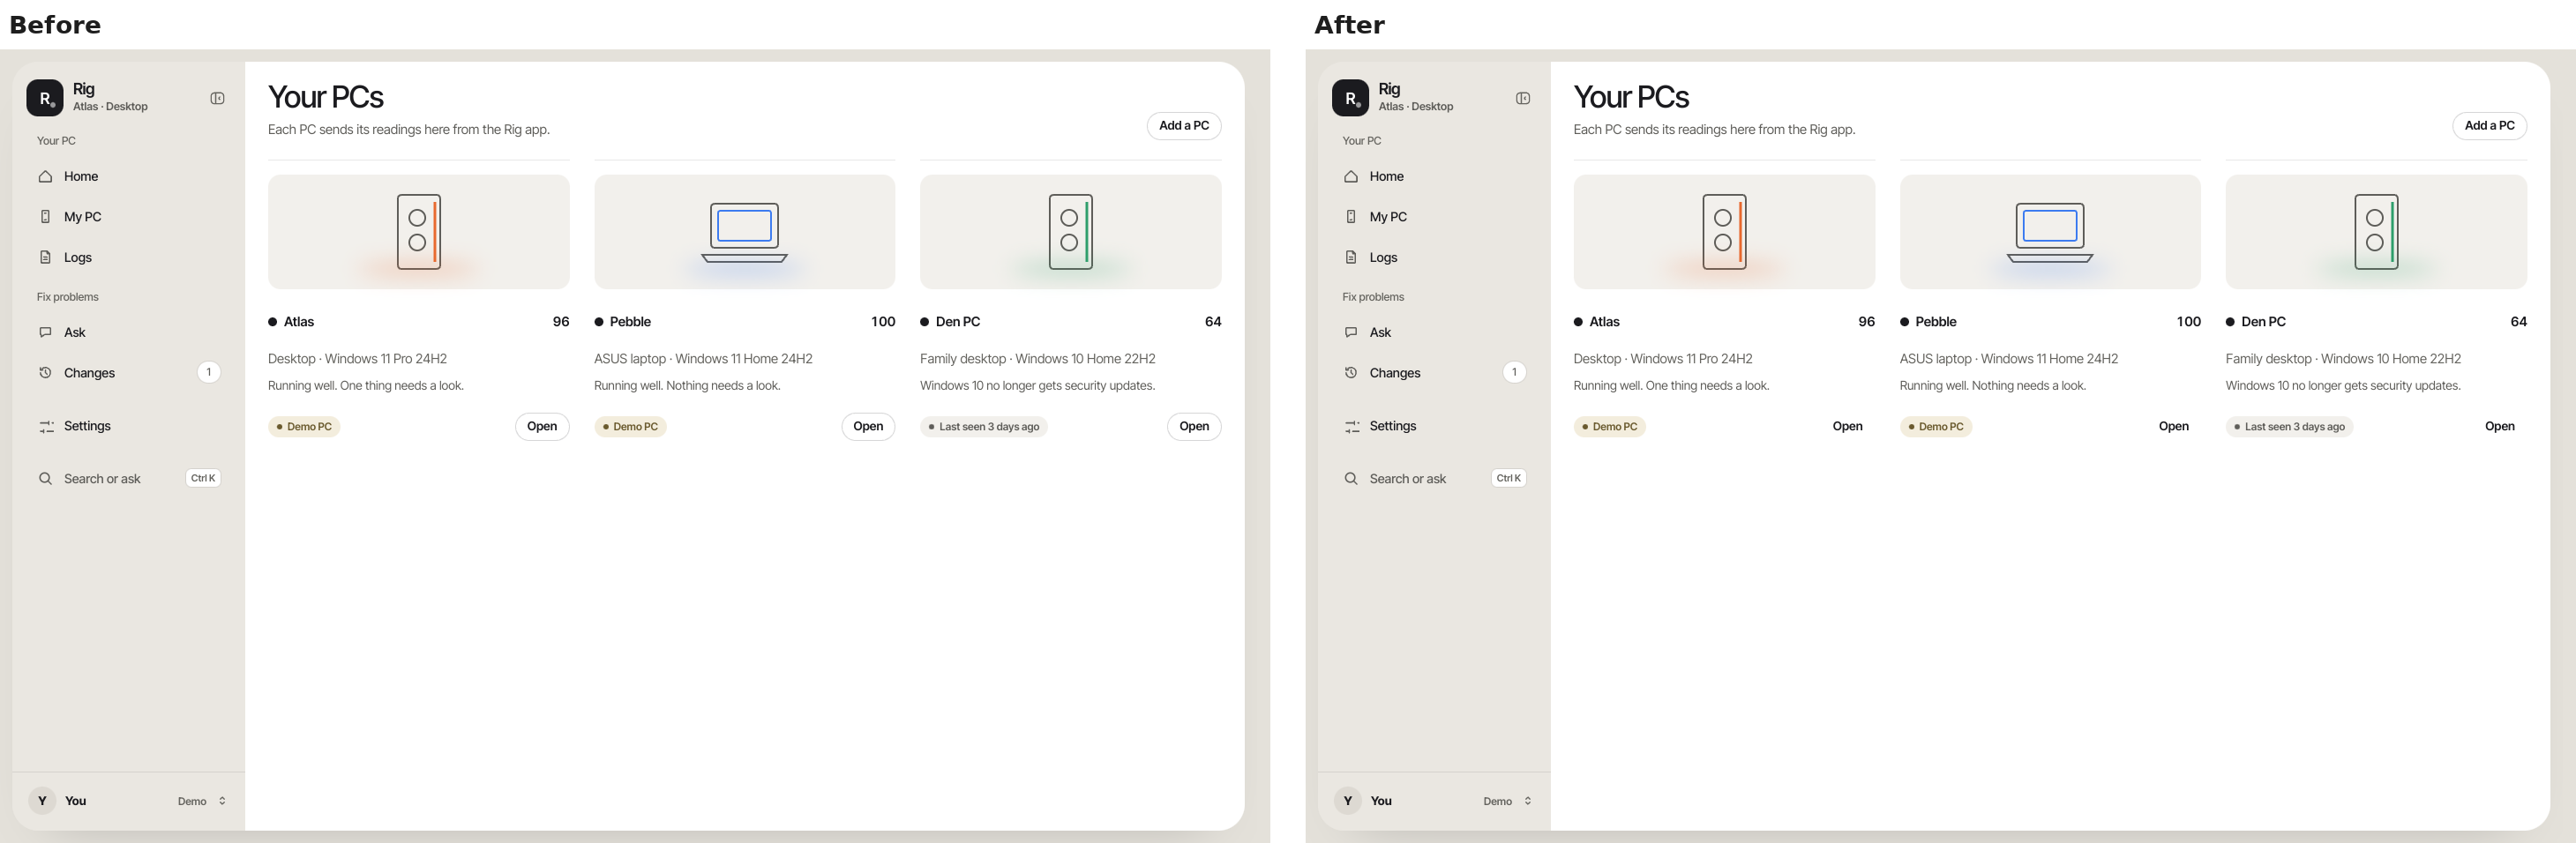 Before
R.
Rig
Atlas · Desktop
Your PC
Home
My PC
Logs
Fix problems
Ask
Changes 1
Settings
Search or ask Ctrl K
Y You Demo
Your PCs
Each PC sends its readings here from the Rig app.
Add a PC
Atlas 96
Desktop · Windows 11 Pro 24H2
Running well. One thing needs a look.
Demo PC Open
Pebble 100
ASUS laptop · Windows 11 Home 24H2
Running well. Nothing needs a look.
Demo PC Open
Den PC 64
Family desktop · Windows 10 Home 22H2
Windows 10 no longer gets security updates.
Last seen 3 days ago Open
After
R.
Rig
Atlas · Desktop
Your PC
Home
My PC
Logs
Fix problems
Ask
Changes 1
Settings
Search or ask Ctrl K
Y You Demo
Your PCs
Each PC sends its readings here from the Rig app.
Add a PC
Atlas 96
Desktop · Windows 11 Pro 24H2
Running well. One thing needs a look.
Demo PC Open
Pebble 100
ASUS laptop · Windows 11 Home 24H2
Running well. Nothing needs a look.
Demo PC Open
Den PC 64
Family desktop · Windows 10 Home 22H2
Windows 10 no longer gets security updates.
Last seen 3 days ago Open